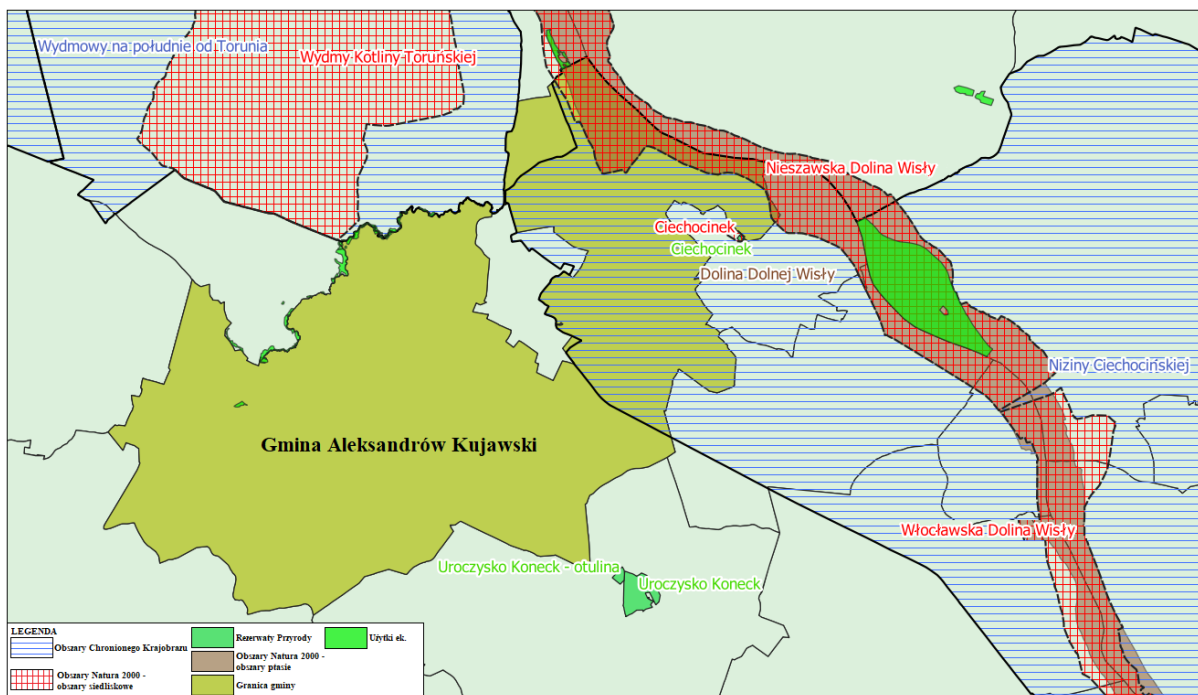 Wydmowy na południe od Torunia
Wydmy Kotliny Toruńskiej
Nieszawska Dolina Wisły
Ciechocinek
Ciechocinek
Dolina Dolnej Wisły
Niziny Ciechocińskiej
Gmina Aleksandrów Kujawski
Włocławska Dolina Wisły
Uroczysko Koneck - otulina
Uroczysko Koneck
LEGENDA
Obszary Chronionego Krajobrazu
Obszary Natura 2000 -
obszary siedliskowe
Rezerwaty Przyrody
Obszary Natura 2000 -
obszary ptasie
Granica gminy
Użytki ek.